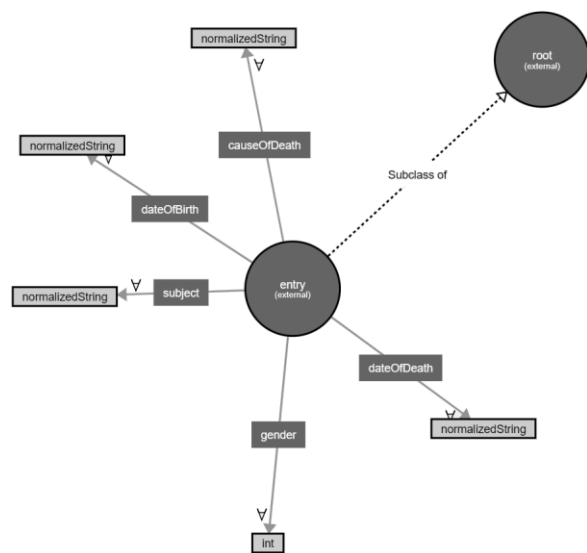 normalizedString
∀
root
(external)
causeOfDeath
normalizedString
∀
Subclass of
dateOfBirth
entry
(external)
∀
subject
normalizedString
dateOfDeath
∀
normalizedString
gender
∀
int